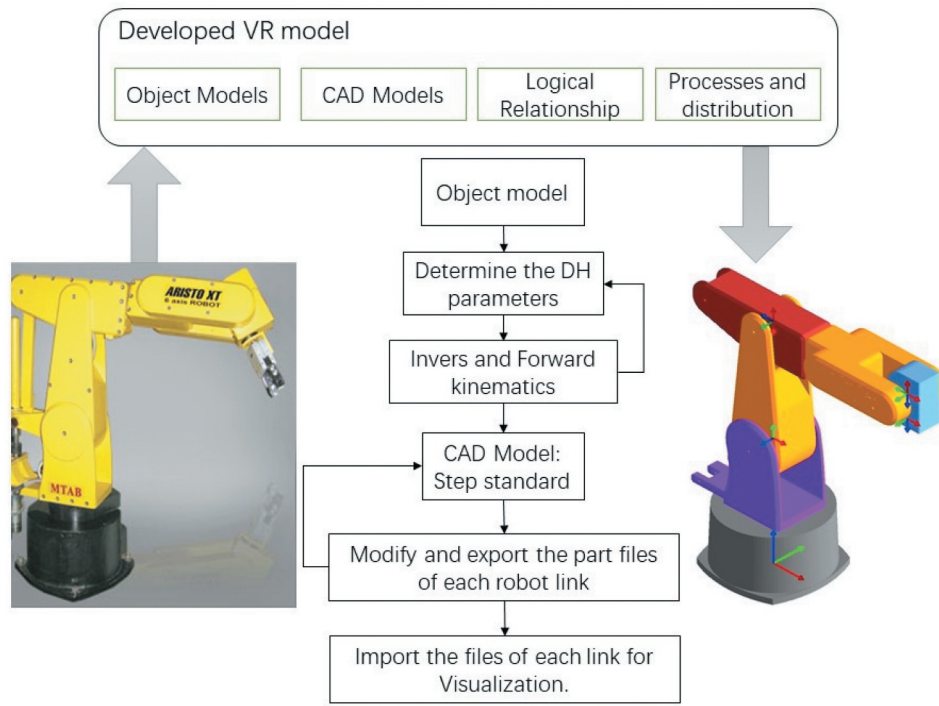 Developed VR model
Object Models
CAD Models
Logical
Relationship
Processes and
distribution
Object model
Determine the DH
parameters
Invers and Forward
kinematics
CAD Model:
Step standard
Modify and export the part files
of each robot link
Import the files of each link for
Visualization.
ARISTO XT
6 axis ROBOT
MTAB